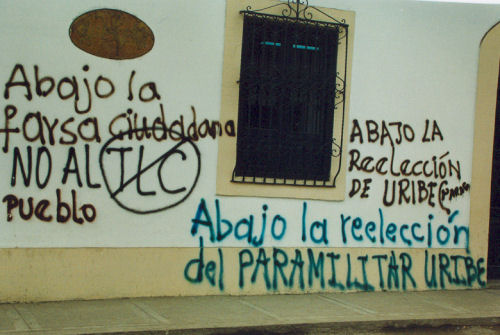 Abajo la
farsa ciudadana
NO AL TLC
PUEBLO
ABAJO LA
Reelección
DE URIBE
Abajo la reelección
del PARAMILITAR URIBE